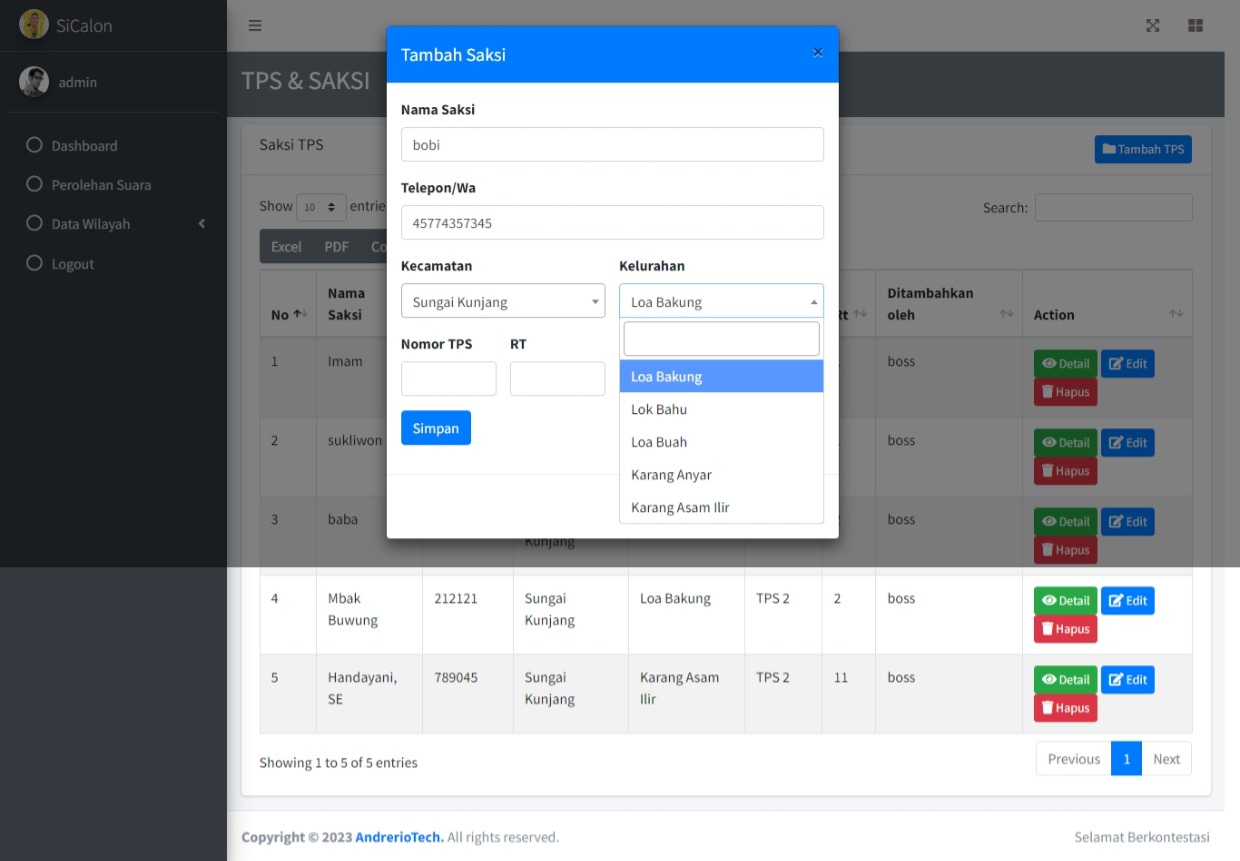 SiCalon
admin
Dashboard
Perolehan Suara
Data Wilayah
Logout
TPS & SAKSI
Saksi TPS
Tambah TPS
Show 10 entrie
Search:
Excel PDF Co
Tambah Saksi ×
Nama Saksi
bobi
Telepon/Wa
45774357345
Kecamatan Kelurahan
Sungai Kunjang Loa Bakung
Nomor TPS RT
Simpan
Loa Bakung
Lok Bahu
Loa Buah
Karang Anyar
Karang Asam Ilir
No Nama Saksi Rt Ditambahkan oleh Action
1 Imam boss Detail Edit
Hapus
2 sukliwon boss Detail Edit
Hapus
3 baba boss Detail Edit
Kunjang Hapus
4 Mbak 212121 Sungai Loa Bakung TPS 2 2 boss Detail Edit
Buwung Kunjang Hapus
5 Handayani, 789045 Sungai Karang Asam TPS 2 11 boss Detail Edit
SE Kunjang Ilir Hapus
Showing 1 to 5 of 5 entries
Previous 1 Next
Copyright © 2023 AndrerioTech. All rights reserved.
Selamat Berkontestasi